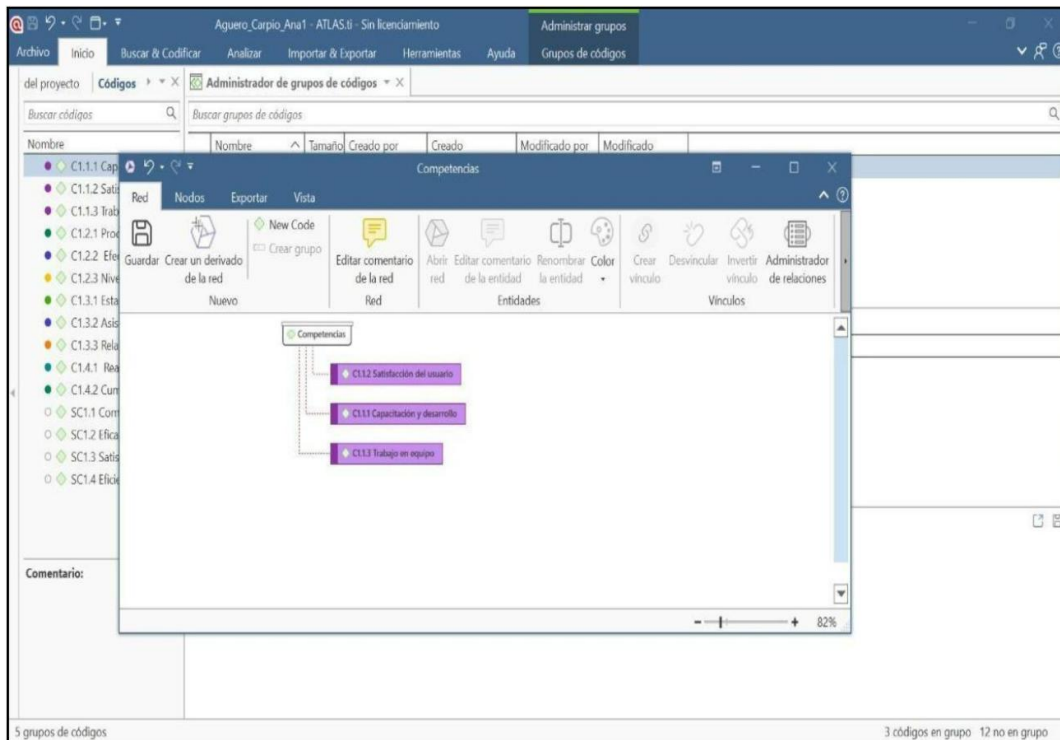 Aguero_Carpio_Ana1 - ATLAS.ti - Sin licenciamiento
Administrar grupos
Archivo Inicio Buscar & Codificar Analizar Importar & Exportar Herramientas Ayuda Grupos de códigos
del proyecto Códigos
Administrador de grupos de códigos
Buscar códigos
Buscar grupos de códigos
Nombre
Nombre Tamaño Creado por Creado Modificado por Modificado
C1.1.1 Cap
C1.1.2 Satis
C1.1.3 Trab
C1.2.1 Proc
C1.2.2 Efe
C1.2.3 Nive
C1.3.1 Esta
C1.3.2 Asis
C1.3.3 Rela
C1.4.1 Rea
C1.4.2 Cum
SC1.1 Com
SC1.2 Efica
SC1.3 Satis
SC1.4 Eficie
Comentario:
Competencias
Red Nodos Exportar Vista
Guardar
Crear un derivado
de la red
New Code
Crear grupo
Nuevo
Editar comentario
de la red
Red
Abrir
red
Editar comentario
de la entidad
Renombrar
la entidad
Color
Entidades
Crear
vínculo
Desvincular
Invertir
vínculo
Administrador
de relaciones
Vínculos
Competencias
C1.1.2 Satisfacción del usuario
C1.1.1 Capacitación y desarrollo
C1.1.3 Trabajo en equipo
82%
5 grupos de códigos
3 códigos en grupo 12 no en grupo